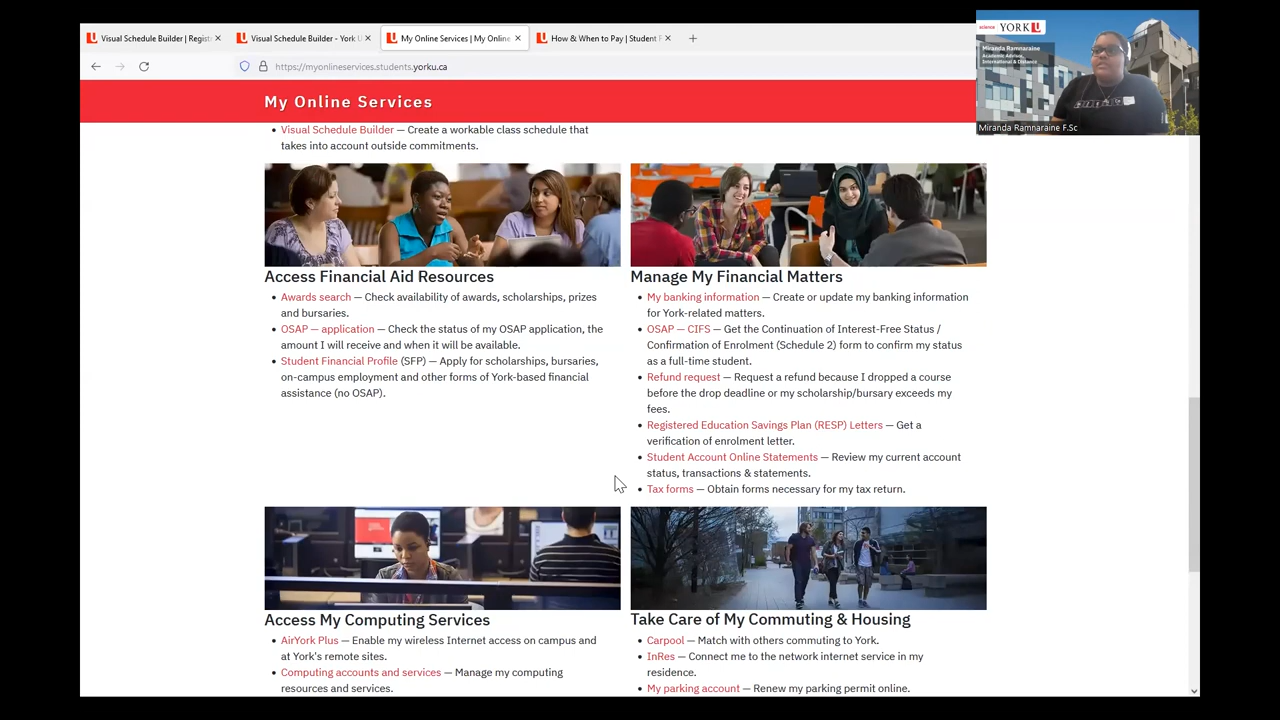 Visual Schedule Builder | Registr
Visual Schedule Builder - York U
My Online Services | My Online
How & When to Pay | Student F
https://myonlineservices.students.yorku.ca
science YORK U
Miranda Ramnaraine
Academic Advisor,
International & Distance
Miranda Ramnaraine F.Sc
My Online Services
• Visual Schedule Builder — Create a workable class schedule that
takes into account outside commitments.
Access Financial Aid Resources
• Awards search — Check availability of awards, scholarships, prizes
and bursaries.
• OSAP — application — Check the status of my OSAP application, the
amount I will receive and when it will be available.
• Student Financial Profile (SFP) — Apply for scholarships, bursaries,
on-campus employment and other forms of York-based financial
assistance (no OSAP).
Manage My Financial Matters
• My banking information — Create or update my banking information
for York-related matters.
• OSAP — CIFS — Get the Continuation of Interest-Free Status /
Confirmation of Enrolment (Schedule 2) form to confirm my status
as a full-time student.
• Refund request — Request a refund because I dropped a course
before the drop deadline or my scholarship/bursary exceeds my
fees.
• Registered Education Savings Plan (RESP) Letters — Get a
verification of enrolment letter.
• Student Account Online Statements — Review my current account
status, transactions & statements.
• Tax forms — Obtain forms necessary for my tax return.
Access My Computing Services
• AirYork Plus — Enable my wireless Internet access on campus and
at York's remote sites.
• Computing accounts and services — Manage my computing
resources and services.
Take Care of My Commuting & Housing
• Carpool — Match with others commuting to York.
• InRes — Connect me to the network internet service in my
residence.
• My parking account — Renew my parking permit online.